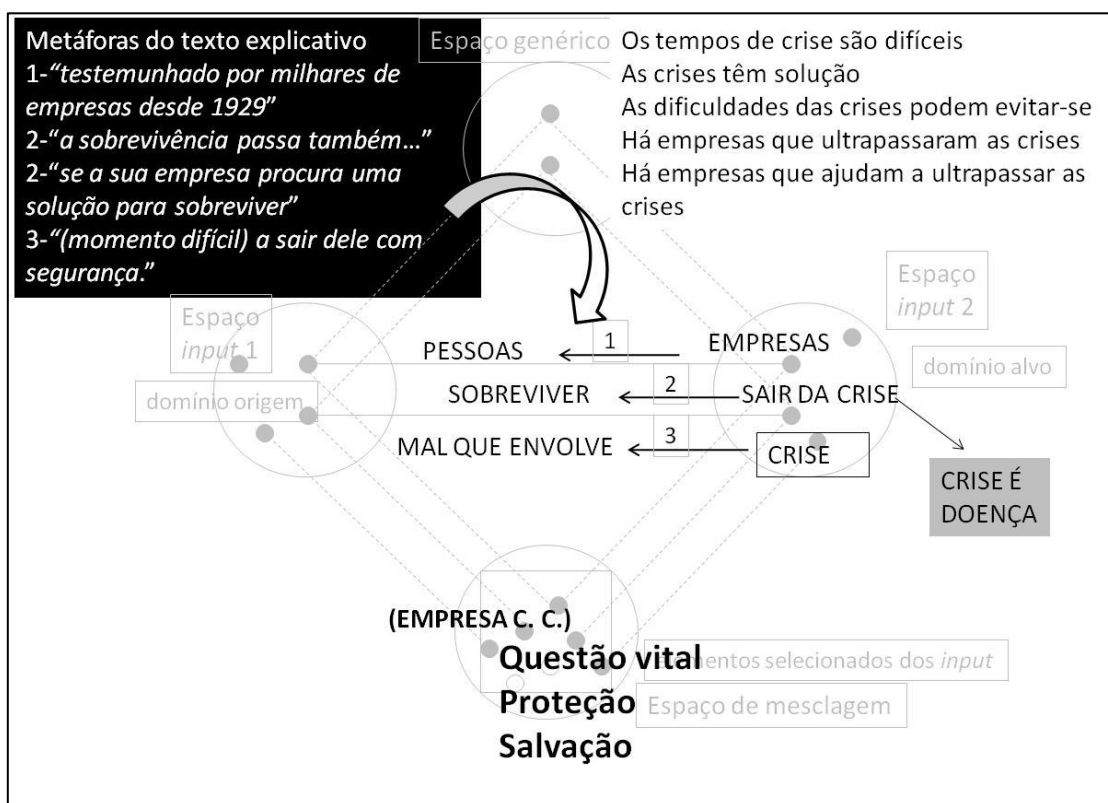 Metáforas do texto explicativo
1-“testemunhado por milhares de
empresas desde 1929”
2-“a sobrevivência passa também…”
2-“se a sua empresa procura uma
solução para sobreviver”
3-“(momento difícil) a sair dele com
segurança.”
Espaço genérico
Os tempos de crise são difíceis
As crises têm solução
As dificuldades das crises podem evitar-se
Há empresas que ultrapassaram as crises
Há empresas que ajudam a ultrapassar as
crises
Espaço
input 1
domínio origem
Espaço
input 2
domínio alvo
PESSOAS
1
EMPRESAS
SOBREVIVER
2
SAIR DA CRISE
MAL QUE ENVOLVE
3
CRISE
CRISE É
DOENÇA
(EMPRESA C. C.)
Questão vital
Proteção
Salvação
selecionados dos input
Espaço de mesclagem